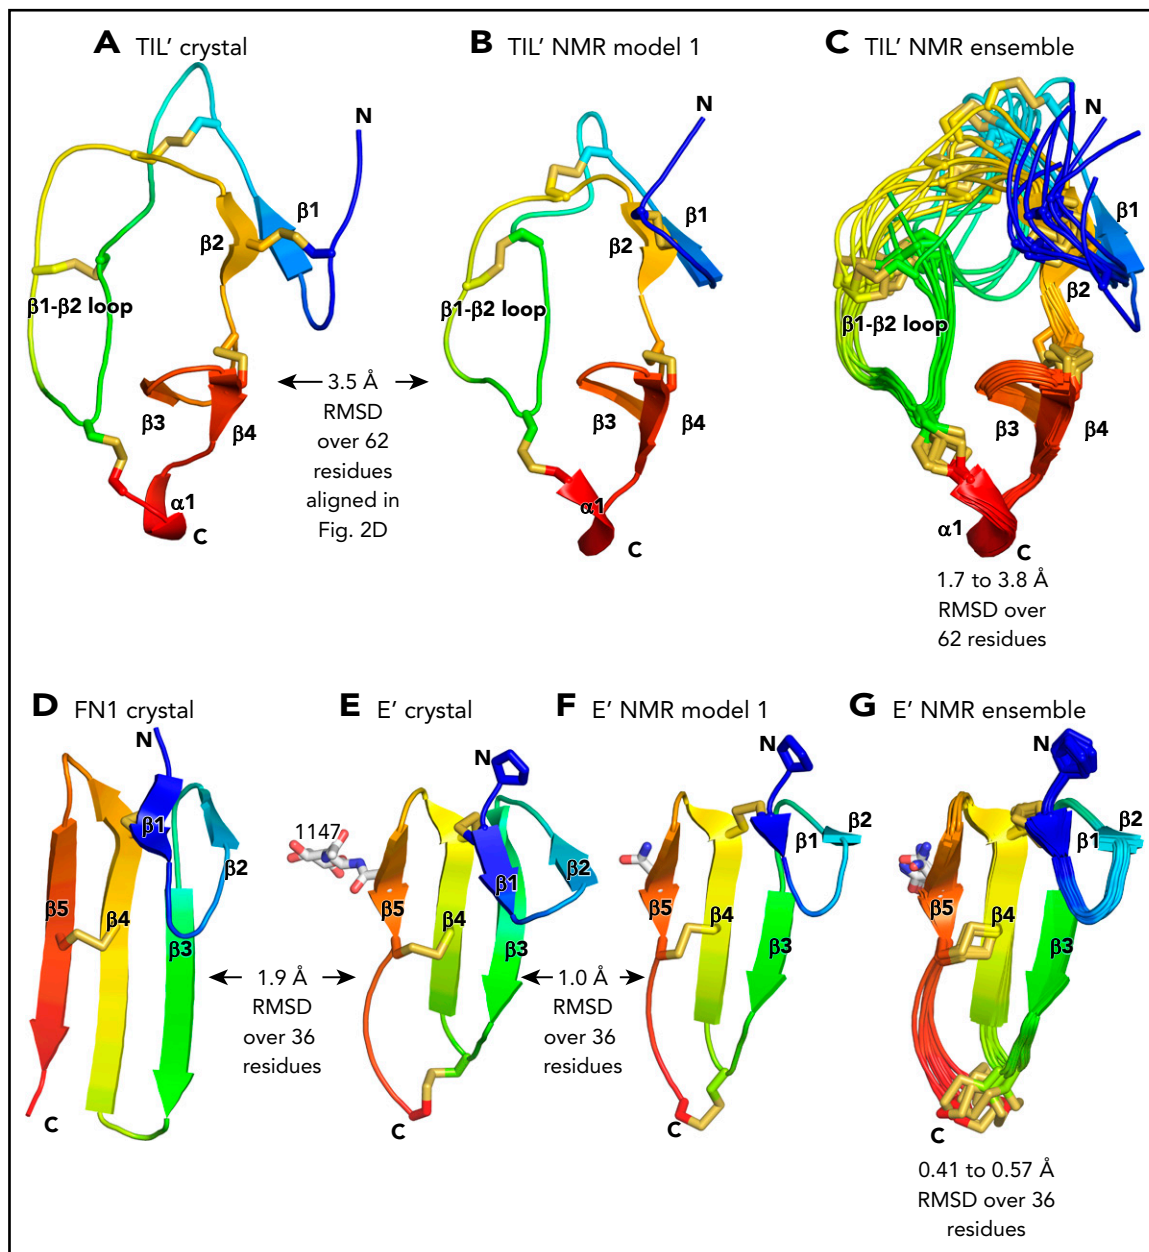 A TIL’ crystal
B TIL’ NMR model 1
C TIL’ NMR ensemble
N
β1
β2
β1-β2 loop
β3
β4
α1
C
3.5 Å
RMSD
over 62
residues
aligned in
Fig. 2D
N
β1
β2
β1-β2 loop
β3
β4
α1
C
N
β1
β2
β1-β2 loop
β3
β4
α1
C
1.7 to 3.8 Å
RMSD over
62 residues
D FN1 crystal
E E’ crystal
F E’ NMR model 1
G E’ NMR ensemble
N
β1
β2
β5
β4
β3
C
1.9 Å
RMSD
over 36
residues
N
1147
β1
β2
β5
β4
β3
C
1.0 Å
RMSD
over 36
residues
N
β1
β2
β5
β4
β3
C
N
β1
β2
β5
β4
β3
C
0.41 to 0.57 Å
RMSD over 36
residues